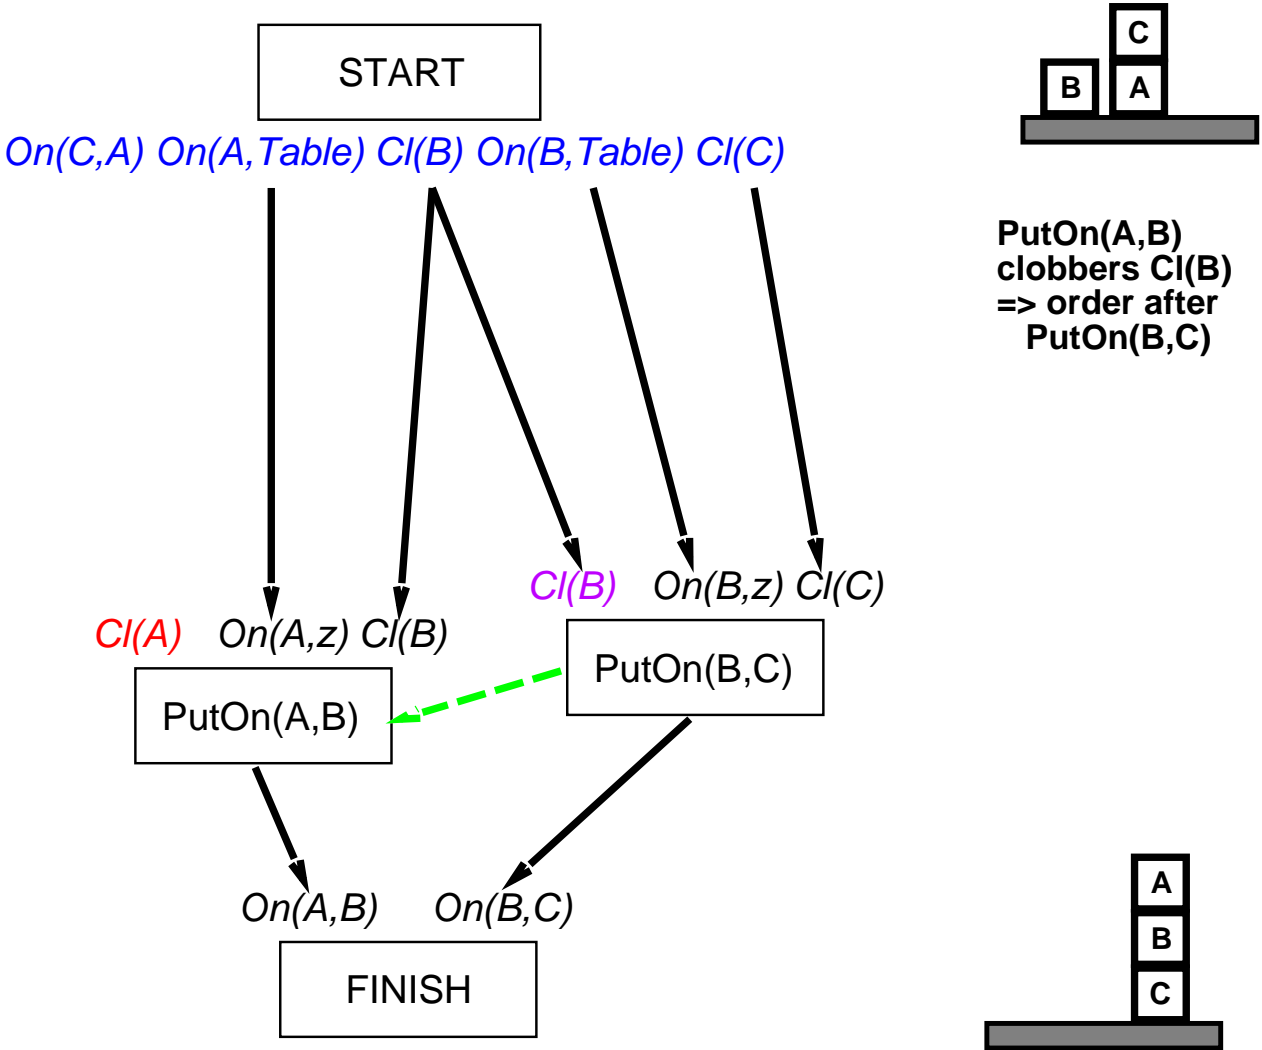 START
On(C,A) On(A,Table) Cl(B) On(B,Table) Cl(C)
C
B A
PutOn(A,B)
clobbers Cl(B)
=> order after
PutOn(B,C)
Cl(B) On(B,z) Cl(C)
PutOn(B,C)
Cl(A) On(A,z) Cl(B)
PutOn(A,B)
On(A,B) On(B,C)
FINISH
A
B
C